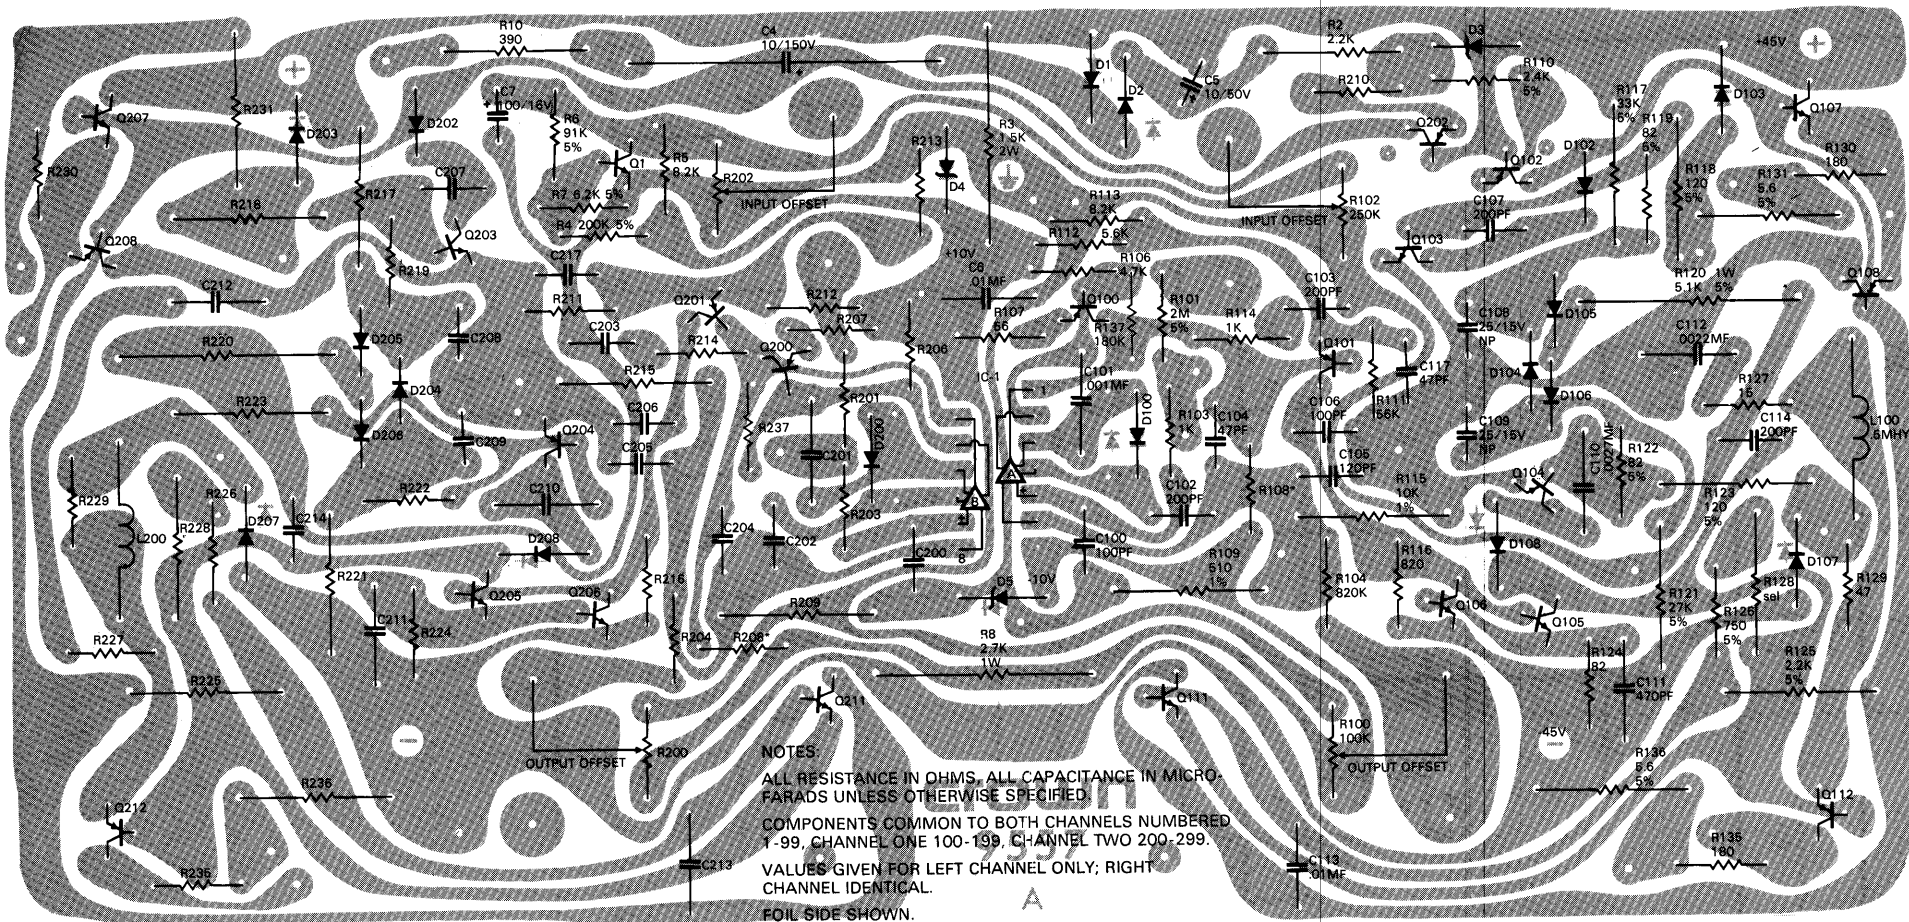 R10
390
C4
10/150V
R2
2.2K
D3
+45V
D1
D2
C5
10/50V
R210
R110
2.4K
5%
R117
33K
5%
D103
Q107
Q207
R231
D203
D202
C7
+ 100/16V
R6
91K
5%
Q1
R5
8.2K
R202
INPUT OFFSET
R213
D4
R3
1.5K
2W
Q202
Q102
D102
R119
82
5%
R118
120
5%
R130
180
R131
5.6
5%
R230
R218
R217
C207
R7 6.2K 5%
R4 200K 5%
R113
8.2K
R112
5.6K
INPUT OFFSET
R102
250K
C107
200PF
Q103
Q208
R219
Q203
C217
+10V
C6
.01MF
R106
4.7K
C103
200PF
R120
5.1K
1W
5%
Q108
C212
R211
Q201
R212
R207
R107
56
Q100
R137
180K
R101
2M
5%
R114
1K
C108
25/15V
NP
D105
C112
.0022MF
R220
D205
C208
C203
R214
Q200
R206
Q101
C117
47PF
D104
D204
R215
IC-1
1
C101
.001MF
R111
56K
D106
R127
15
R223
D206
C209
Q204
C206
R237
R201
D200
D100
R103
1K
C104
47PF
C106
100PF
C109
25/15V
NP
C114
200PF
L100
.5MHY
C205
C201
A
C105
120PF
C110
.0027MF
R122
82
5%
R229
R226
R222
C210
R203
B
C102
200PF
R108*
R115
10K
1%
Q104
R123
120
5%
L200
R228
D207
C214
D208
C204
C202
C200
8
C100
100PF
R109
510
1%
R116
820
D108
D107
R221
Q205
Q206
R216
D5
-10V
R104
820K
Q106
Q105
R121
27K
5%
R128
sel
R126
750
5%
R129
47
R227
C211
R224
R204
R209
R208*
R8
2.7K
1W
R124
82
R125
2.2K
5%
R225
Q211
Q111
C111
470PF
OUTPUT OFFSET
R200
R100
100K
OUTPUT OFFSET
-45V
R136
5.6
5%
R236
Q212
Q112
R235
C213
C113
.01MF
R135
180
NOTES:
ALL RESISTANCE IN OHMS, ALL CAPACITANCE IN MICRO-
FARADS UNLESS OTHERWISE SPECIFIED.
COMPONENTS COMMON TO BOTH CHANNELS NUMBERED
1-99, CHANNEL ONE 100-199, CHANNEL TWO 200-299.
VALUES GIVEN FOR LEFT CHANNEL ONLY; RIGHT
CHANNEL IDENTICAL.
FOIL SIDE SHOWN.
A